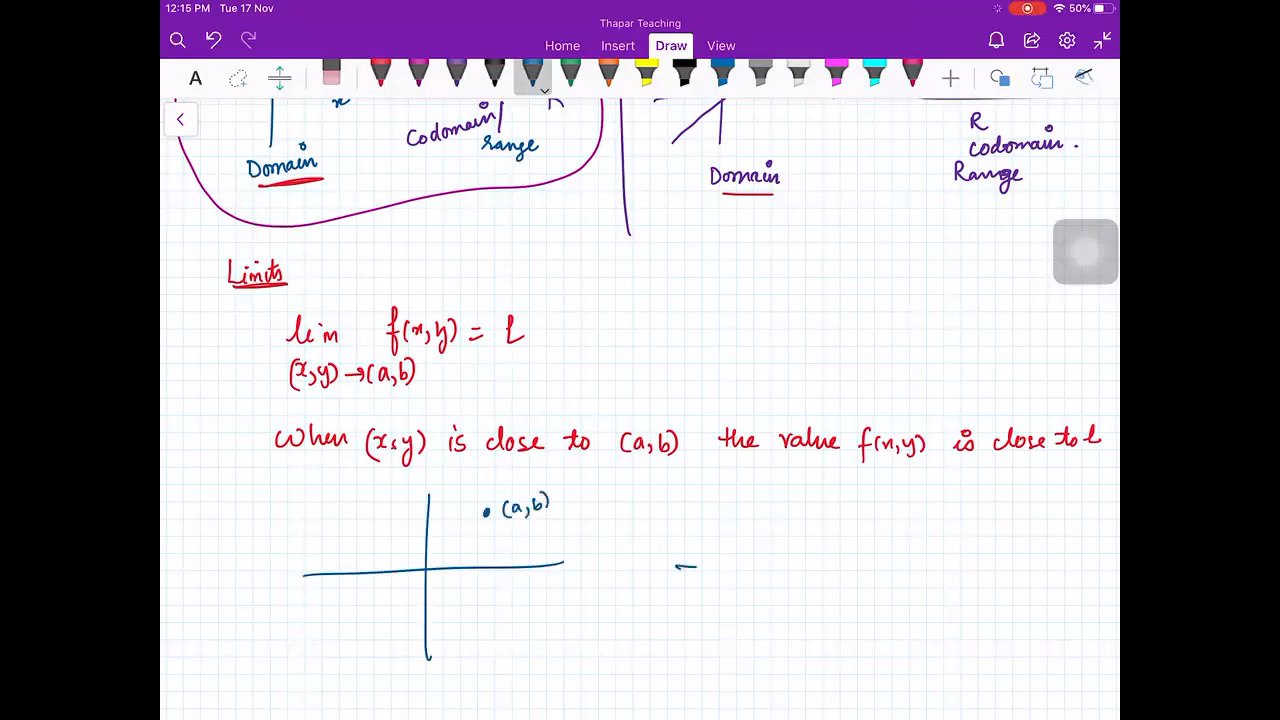 12:15 PM Tue 17 Nov
50%
Thapar Teaching
Home Insert Draw View
A
x
Codomain
R
range
Domain
R
codomain.
Range
Domain
Limits
lim f(x,y) = L
(x,y)→(a,b)
When (x,y) is close to (a,b) the value f(x,y) is close to l
(a,b)